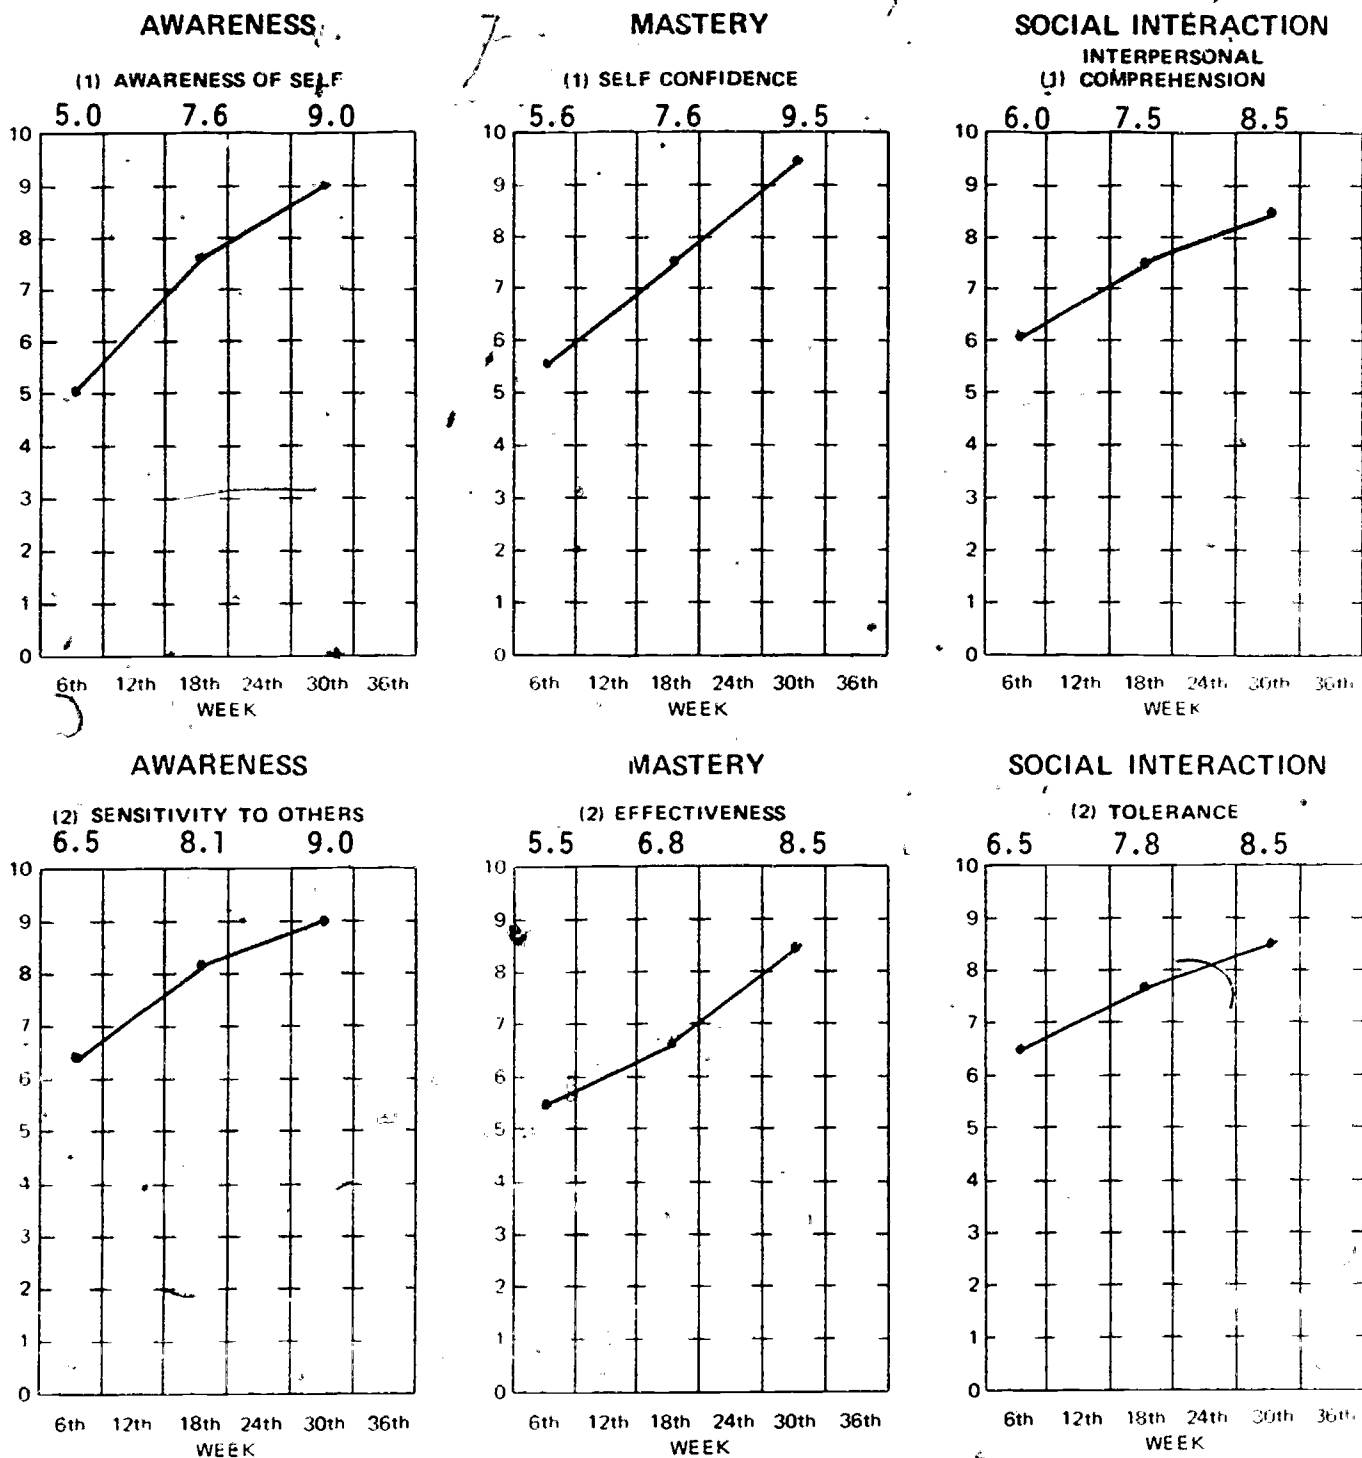 AWARENESS
(1) AWARENESS OF SELF
5.0 7.6 9.0
10
9
8
7
6
5
4
3
2
1
0
6th 12th 18th 24th 30th 36th
WEEK
MASTERY
(1) SELF CONFIDENCE
5.6 7.6 9.5
10
9
8
7
6
5
4
3
2
1
0
6th 12th 18th 24th 30th 36th
WEEK
SOCIAL INTERACTION
INTERPERSONAL
(1) COMPREHENSION
6.0 7.5 8.5
10
9
8
7
6
5
4
3
2
1
0
6th 12th 18th 24th 30th 36th
WEEK
AWARENESS
(2) SENSITIVITY TO OTHERS
6.5 8.1 9.0
10
9
8
7
6
5
4
3
2
1
0
6th 12th 18th 24th 30th 36th
WEEK
MASTERY
(2) EFFECTIVENESS
5.5 6.8 8.5
10
9
8
7
6
5
4
3
2
1
0
6th 12th 18th 24th 30th 36th
WEEK
SOCIAL INTERACTION
(2) TOLERANCE
6.5 7.8 8.5
10
9
8
7
6
5
4
3
2
1
0
6th 12th 18th 24th 30th 36th
WEEK